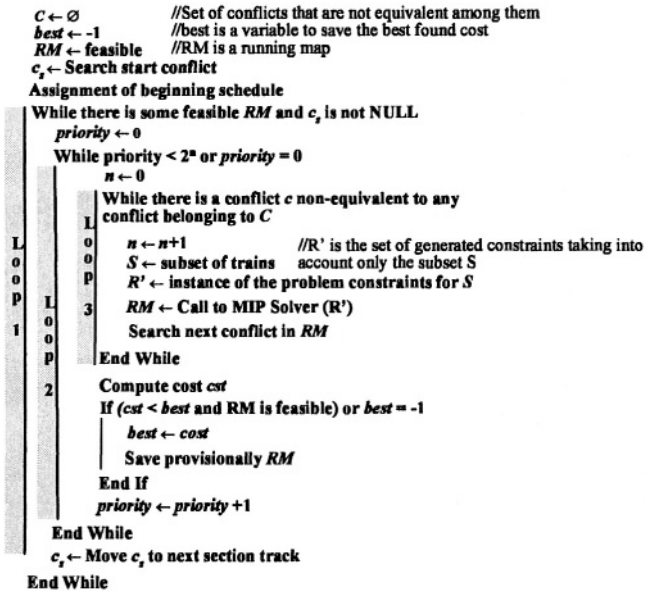 C ← ∅ //Set of conflicts that are not equivalent among them
best ← -1 //best is a variable to save the best found cost
RM ← feasible //RM is a running map
c_s ← Search start conflict
Assignment of beginning schedule
While there is some feasible RM and c_s is not NULL
priority ← 0
While priority < 2ⁿ or priority = 0
n ← 0
While there is a conflict c non-equivalent to any
conflict belonging to C
n ← n+1 //R' is the set of generated constraints taking into
S ← subset of trains account only the subset S
R' ← instance of the problem constraints for S
RM ← Call to MIP Solver (R')
Search next conflict in RM
End While
Compute cost cst
If (cst < best and RM is feasible) or best = -1
best ← cost
Save provisionally RM
End If
priority ← priority +1
End While
c_s ← Move c_s to next section track
End While
Loop 1
Loop 2
Loop 3